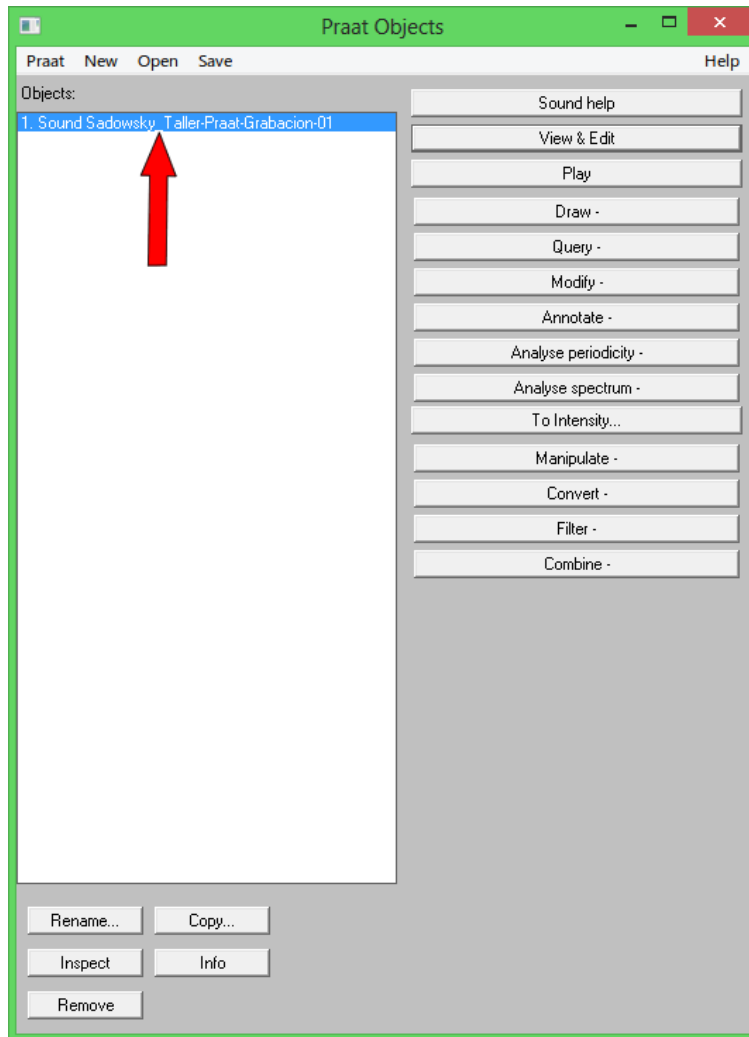 Praat Objects
Praat New Open Save Help
Objects:
1. Sound Sadowsky_Taller-Praat-Grabacion-01
Sound help
View & Edit
Play
Draw -
Query -
Modify -
Annotate -
Analyse periodicity -
Analyse spectrum -
To Intensity...
Manipulate -
Convert -
Filter -
Combine -
Rename... Copy...
Inspect Info
Remove